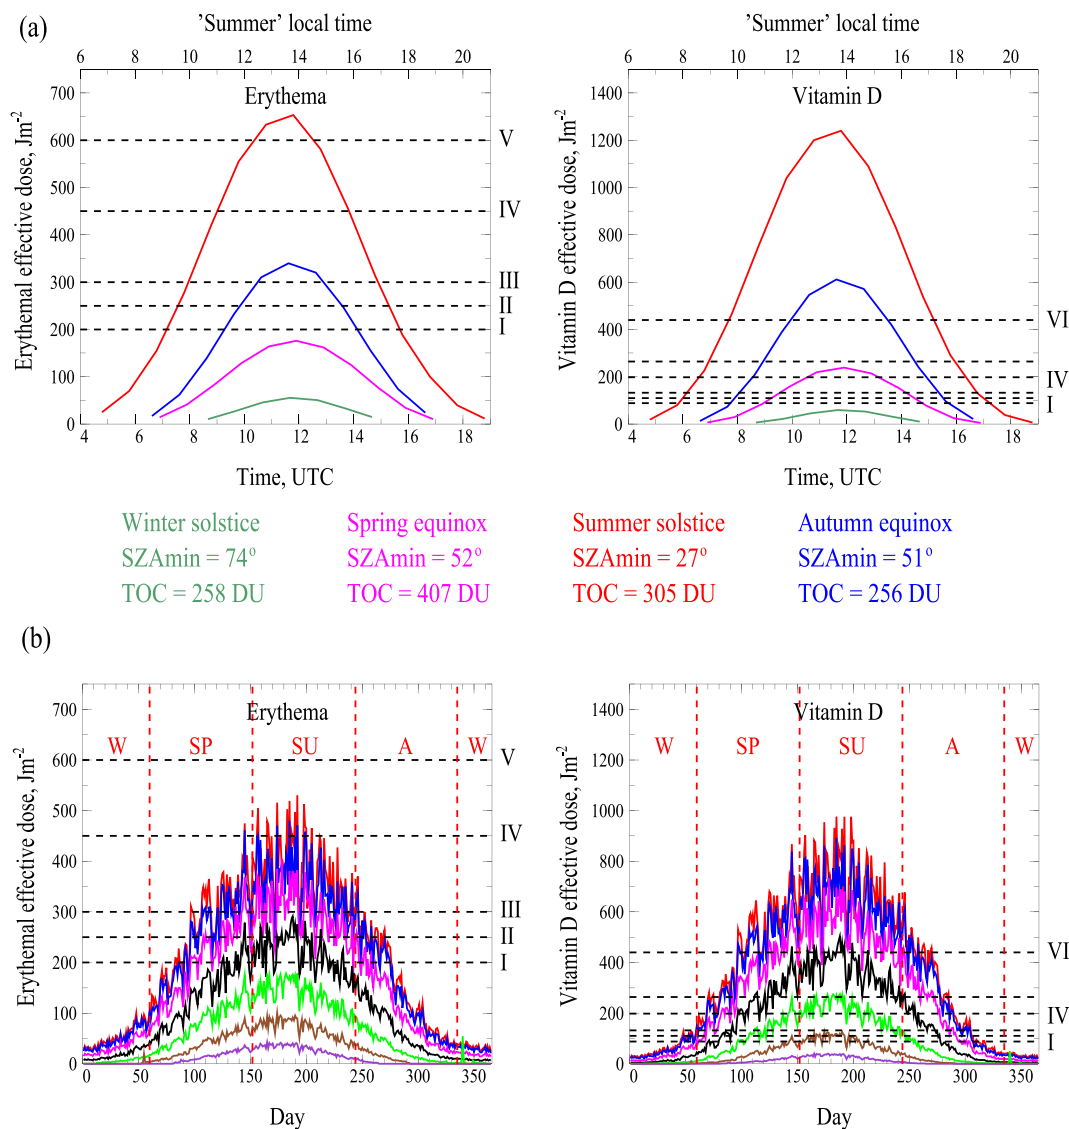 (a)
’Summer’ local time
6 8 10 12 14 16 18 20
Erythema
Erythemal effective dose, Jm-2
700
600
500
400
300
200
100
0
V
IV
III
II
I
4 6 8 10 12 14 16 18
Time, UTC
’Summer’ local time
6 8 10 12 14 16 18 20
Vitamin D
Vitamin D effective dose, Jm-2
1400
1200
1000
800
600
400
200
0
VI
IV
I
4 6 8 10 12 14 16 18
Time, UTC
Winter solstice
SZAmin = 74o
TOC = 258 DU
Spring equinox
SZAmin = 52o
TOC = 407 DU
Summer solstice
SZAmin = 27o
TOC = 305 DU
Autumn equinox
SZAmin = 51o
TOC = 256 DU
(b)
Erythema
W SP SU A W
Erythemal effective dose, Jm-2
700
600
500
400
300
200
100
0
V
IV
III
II
I
0 50 100 150 200 250 300 350
Day
Vitamin D
W SP SU A W
Vitamin D effective dose, Jm-2
1400
1200
1000
800
600
400
200
0
VI
IV
I
0 50 100 150 200 250 300 350
Day